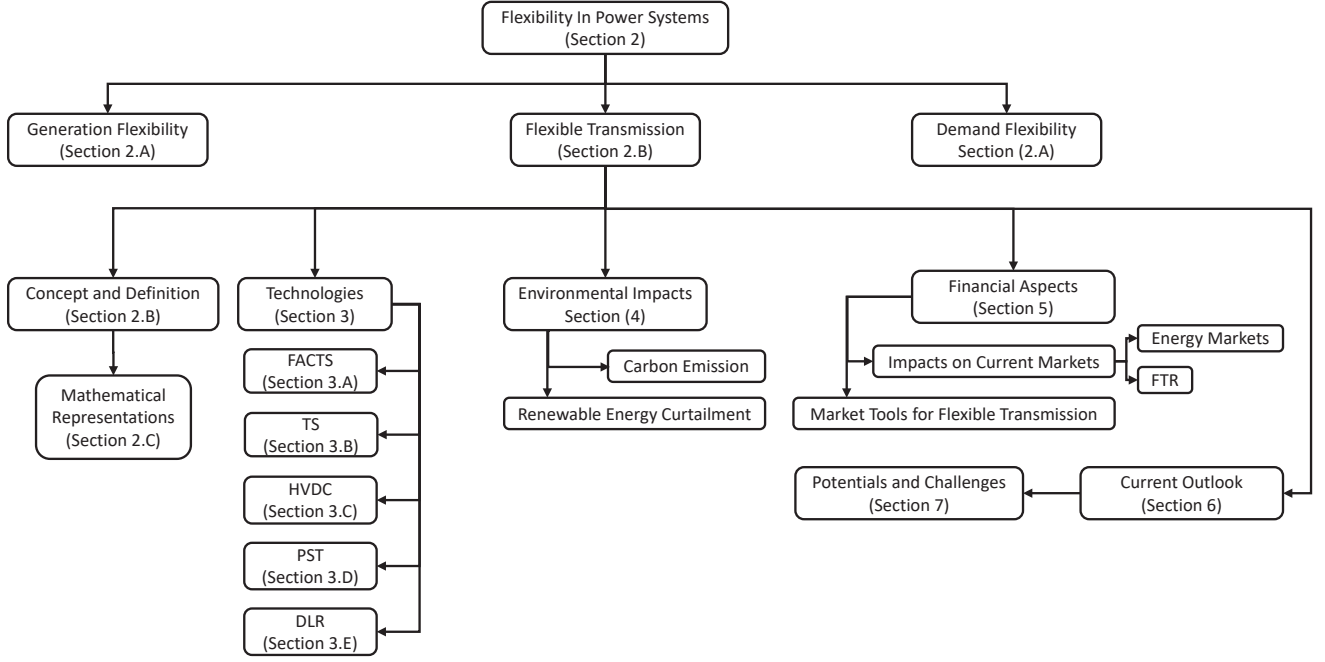 Flexibility In Power Systems
(Section 2)
Generation Flexibility
(Section 2.A)
Flexible Transmission
(Section 2.B)
Demand Flexibility
Section (2.A)
Concept and Definition
(Section 2.B)
Mathematical
Representations
(Section 2.C)
Technologies
(Section 3)
FACTS
(Section 3.A)
TS
(Section 3.B)
HVDC
(Section 3.C)
PST
(Section 3.D)
DLR
(Section 3.E)
Environmental Impacts
Section (4)
Carbon Emission
Renewable Energy Curtailment
Financial Aspects
(Section 5)
Impacts on Current Markets
Energy Markets
FTR
Market Tools for Flexible Transmission
Potentials and Challenges
(Section 7)
Current Outlook
(Section 6)